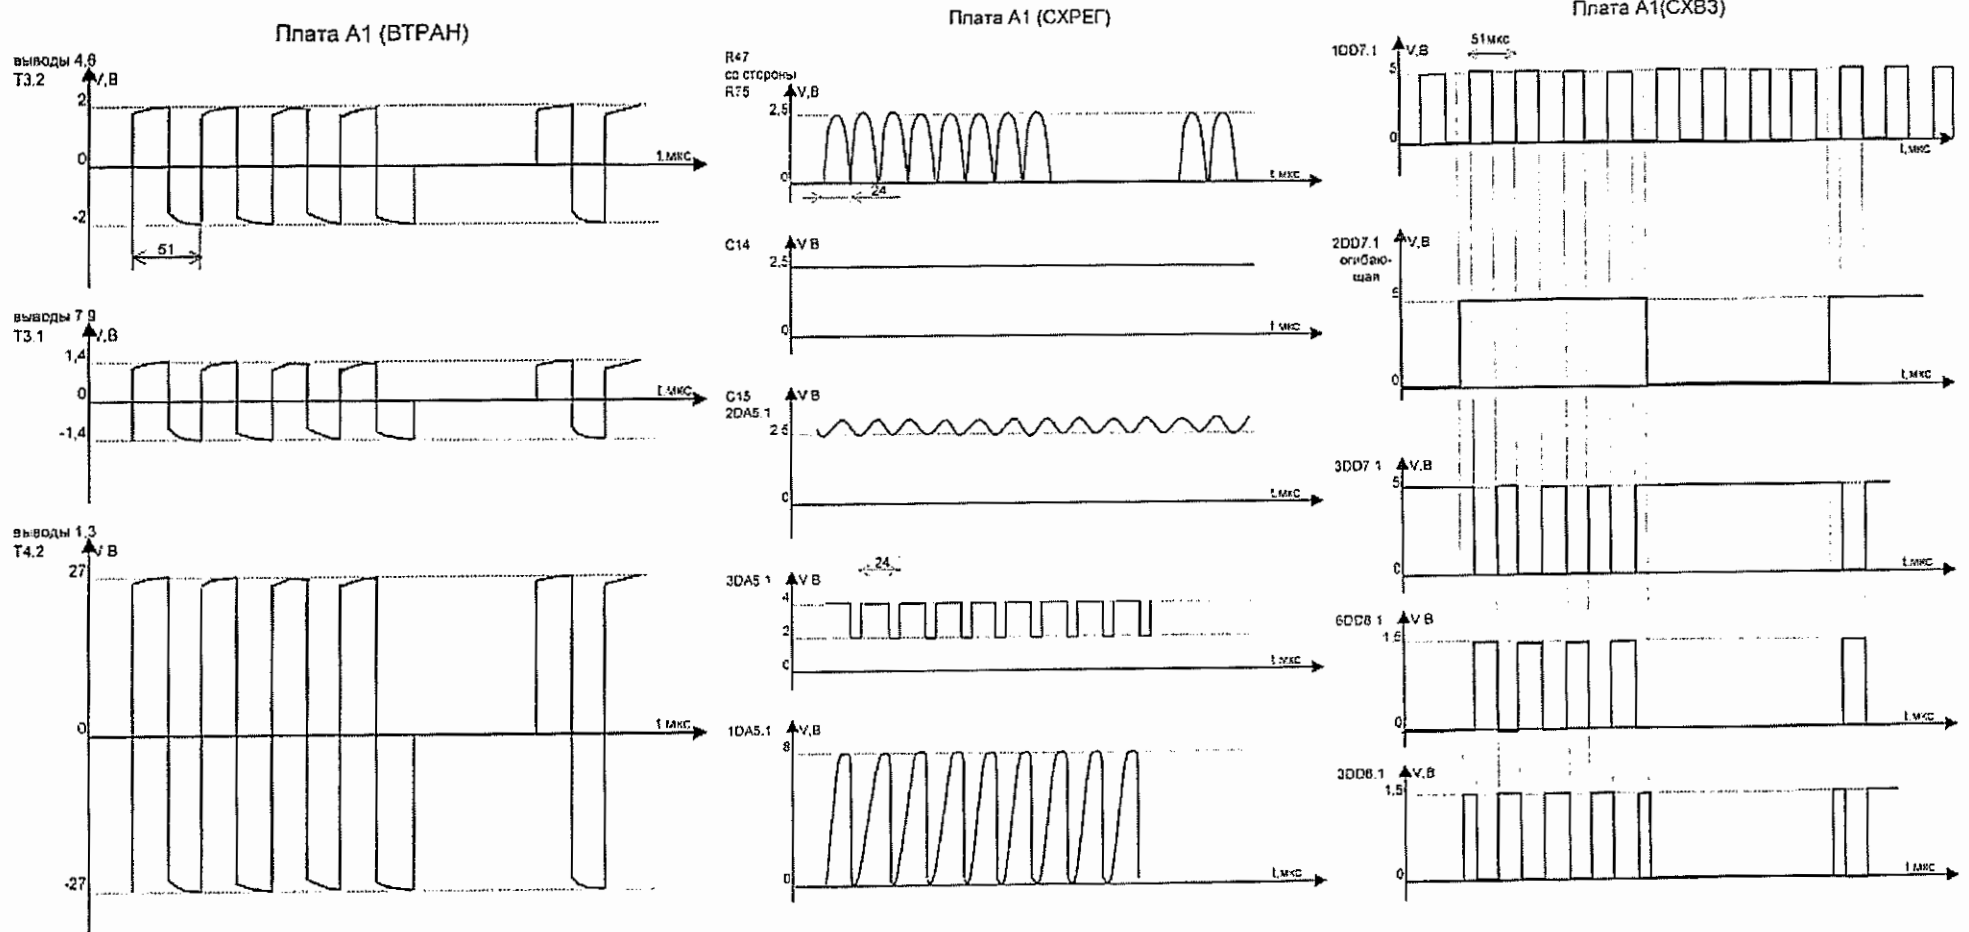 Плата А1 (ВТРАН)
выводы 4,6
Т3.2
V,В
2
0
-2
t,мкс
51
выводы 7 9
Т3.1
V,В
1,4
0
-1,4
t,мкс
выводы 1,3
Т4.2
V В
27
0
-27
t мкс
Плата А1 (СХРЕГ)
R47
со стороны
R75
V,В
2,5
0
24
t мкс
C14
V В
2.5
0
t мкс
C15
2DA5.1
V В
2 5
0
t,мкс
3DA5 1
V В
24
4
2
0
t мкс
1DA5.1
V,В
8
0
t,мкс
Плата А1(СХВЗ)
1DD7.1
V,В
51мкс
5
0
t,мкс
2DD7.1
огибаю-
щая
V,В
5
0
t,мкс
3DD7 1
V,В
5
0
t мкс
6DD8 1
V В
1 5
0
t,мкс
3DD8.1
V,В
1,5
0
t мкс